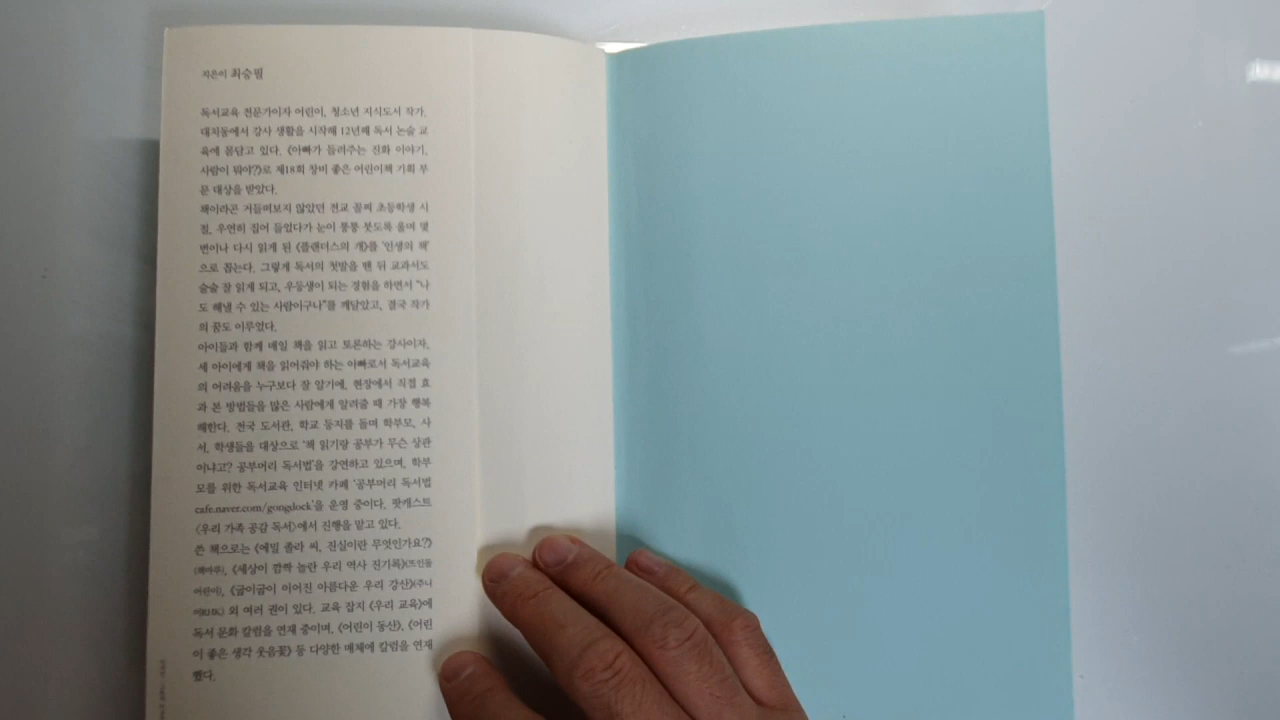 지은이 최승필
독서교육 전문가이자 어린이, 청소년 지식도서 작가.
대치동에서 강사 생활을 시작해 12년째 독서 논술 교
육에 몸담고 있다. 《아빠가 들려주는 진화 이야기,
사람이 뭐야?》로 제18회 창비 좋은 어린이책 기획 부
문 대상을 받았다.
책이라곤 거들떠보지 않았던 전교 꼴찌 초등학생 시
절, 우연히 집어 들었다가 눈이 퉁퉁 붓도록 울며 몇
번이나 다시 읽게 된 《플랜더스의 개》를 '인생의 책'
으로 꼽는다. 그렇게 독서의 첫발을 뗀 뒤 교과서도
술술 잘 읽게 되고, 우등생이 되는 경험을 하면서 “나
도 해낼 수 있는 사람이구나”를 깨달았고, 결국 작가
의 꿈도 이루었다.
아이들과 함께 매일 책을 읽고 토론하는 강사이자,
세 아이에게 책을 읽어줘야 하는 아빠로서 독서교육
의 어려움을 누구보다 잘 알기에, 현장에서 직접 효
과 본 방법들을 많은 사람에게 알려줄 때 가장 행복
해한다. 전국 도서관, 학교 등지를 돌며 학부모, 사
서, 학생들을 대상으로 '책 읽기랑 공부가 무슨 상관
이냐고? 공부머리 독서법'을 강연하고 있으며, 학부
모를 위한 독서교육 인터넷 카페 '공부머리 독서법
cafe.naver.com/gongdock'을 운영 중이다. 팟캐스트
《우리 가족 공감 독서》에서 진행을 맡고 있다.
쓴 책으로는 《에밀 졸라 씨, 진실이란 무엇인가요?》
(책마루), 《세상이 깜짝 놀란 우리 역사 진기록》(뜨인돌
어린이), 《굽이굽이 이어진 아름다운 우리 강산》(주니
어RHK) 외 여러 권이 있다. 교육 잡지 《우리 교육》에
독서 문화 칼럼을 연재 중이며, 《어린이 동산》, 《어린
이 좋은 생각 웃음꽃》 등 다양한 매체에 칼럼을 연재
했다.